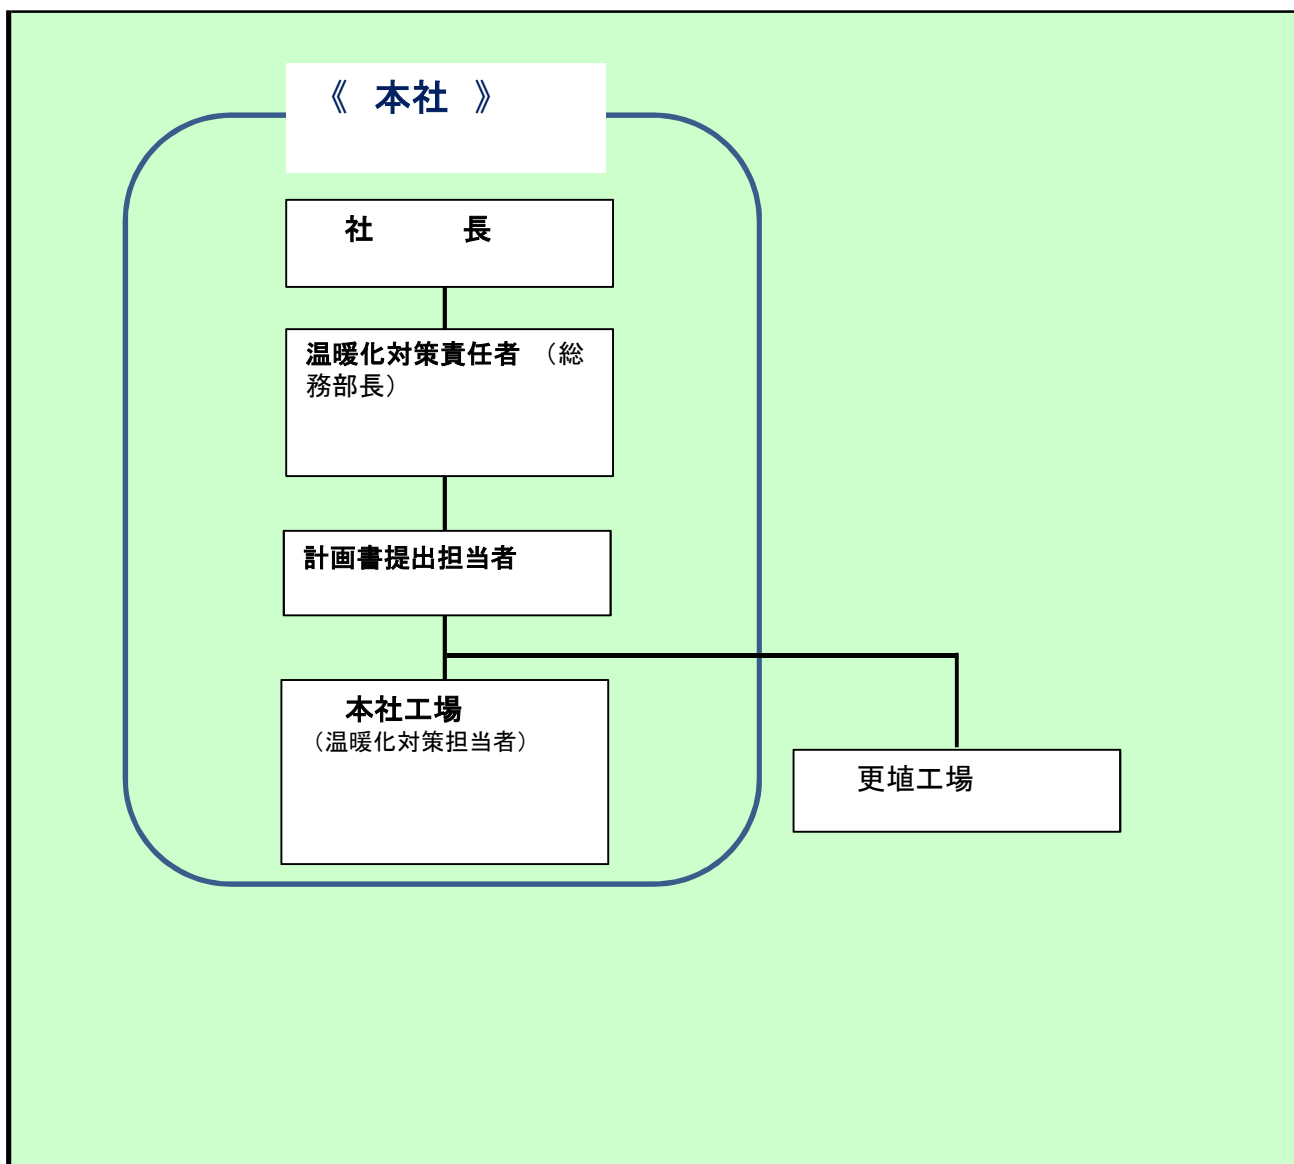 《 本社 》
社 長
温暖化対策責任者 （総
務部長）
計画書提出担当者
本社工場
（温暖化対策担当者）
更埴工場